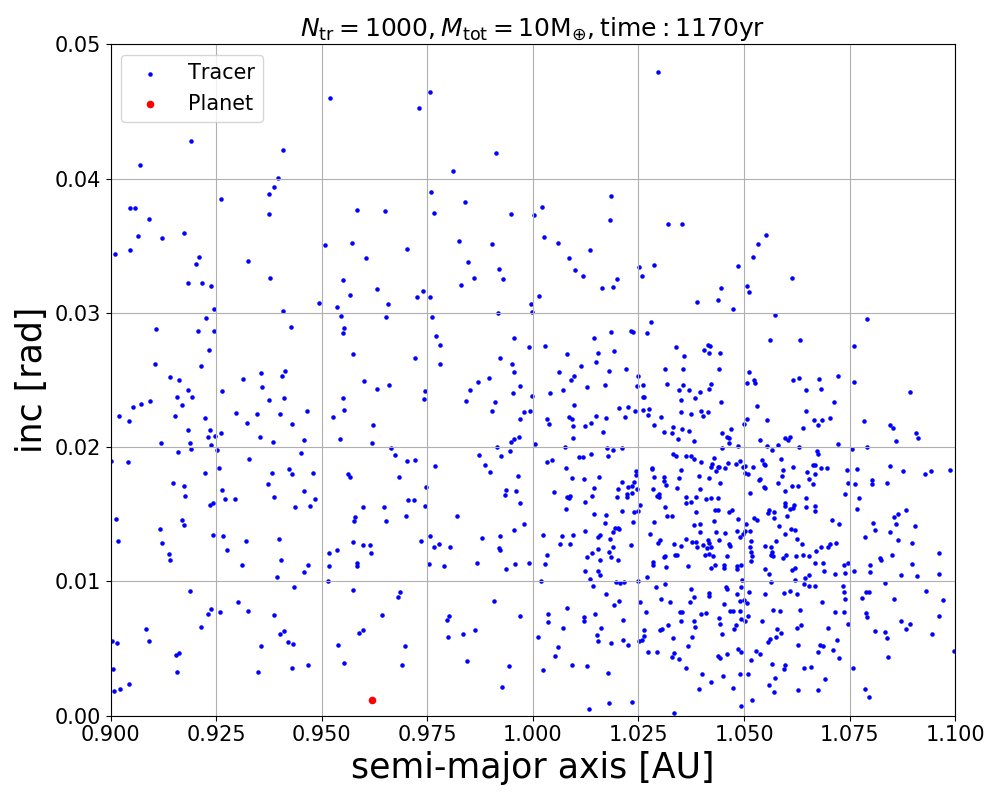 N_tr = 1000, M_tot = 10M_⊕, time : 1170yr
Tracer
Planet
0.05
0.04
0.03
0.02
0.01
0.00
inc [rad]
0.900 0.925 0.950 0.975 1.000 1.025 1.050 1.075 1.100
semi-major axis [AU]